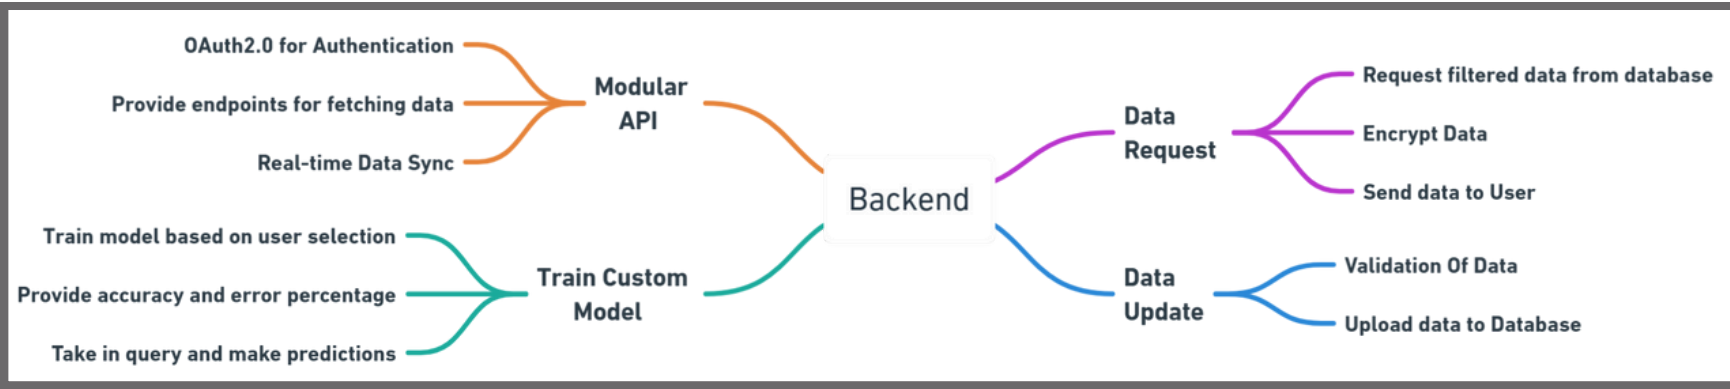 OAuth2.0 for Authentication
Provide endpoints for fetching data
Real-time Data Sync
Modular
API
Train model based on user selection
Provide accuracy and error percentage
Take in query and make predictions
Train Custom
Model
Backend
Data
Request
Request filtered data from database
Encrypt Data
Send data to User
Data
Update
Validation Of Data
Upload data to Database